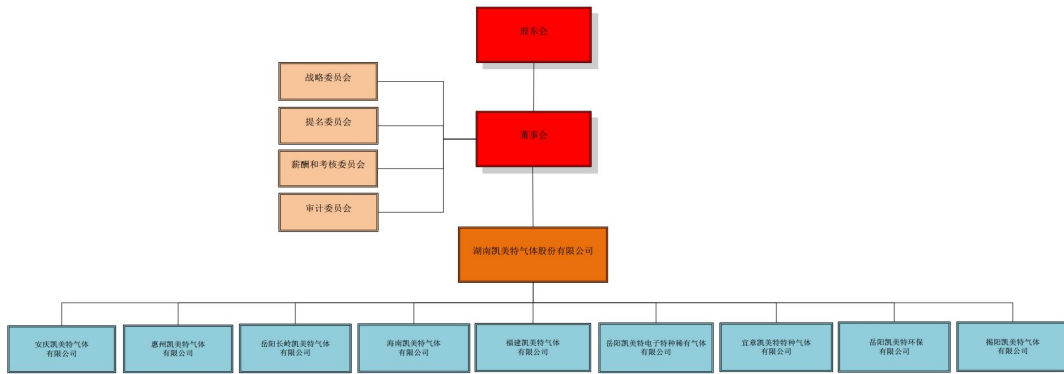 股东会
战略委员会
提名委员会
董事会
薪酬和考核委员会
审计委员会
湖南凯美特气体股份有限公司
安庆凯美特气体
有限公司
惠州凯美特气体
有限公司
岳阳长岭凯美特气体
有限公司
海南凯美特气体
有限公司
福建凯美特气体
有限公司
岳阳凯美特电子特种稀有气体
有限公司
宜章凯美特特种气体
有限公司
岳阳凯美特环保
有限公司
揭阳凯美特气体
有限公司